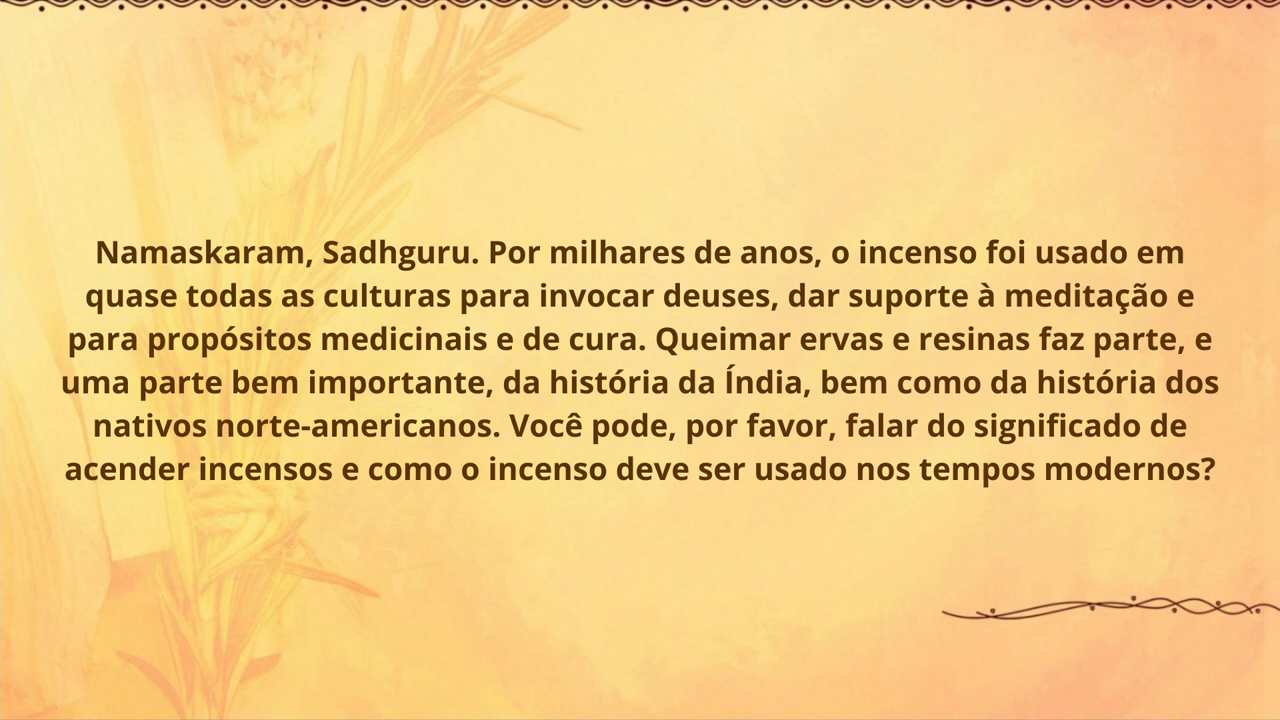 Namaskaram, Sadhguru. Por milhares de anos, o incenso foi usado em
quase todas as culturas para invocar deuses, dar suporte à meditação e
para propósitos medicinais e de cura. Queimar ervas e resinas faz parte, e
uma parte bem importante, da história da Índia, bem como da história dos
nativos norte-americanos. Você pode, por favor, falar do significado de
acender incensos e como o incenso deve ser usado nos tempos modernos?